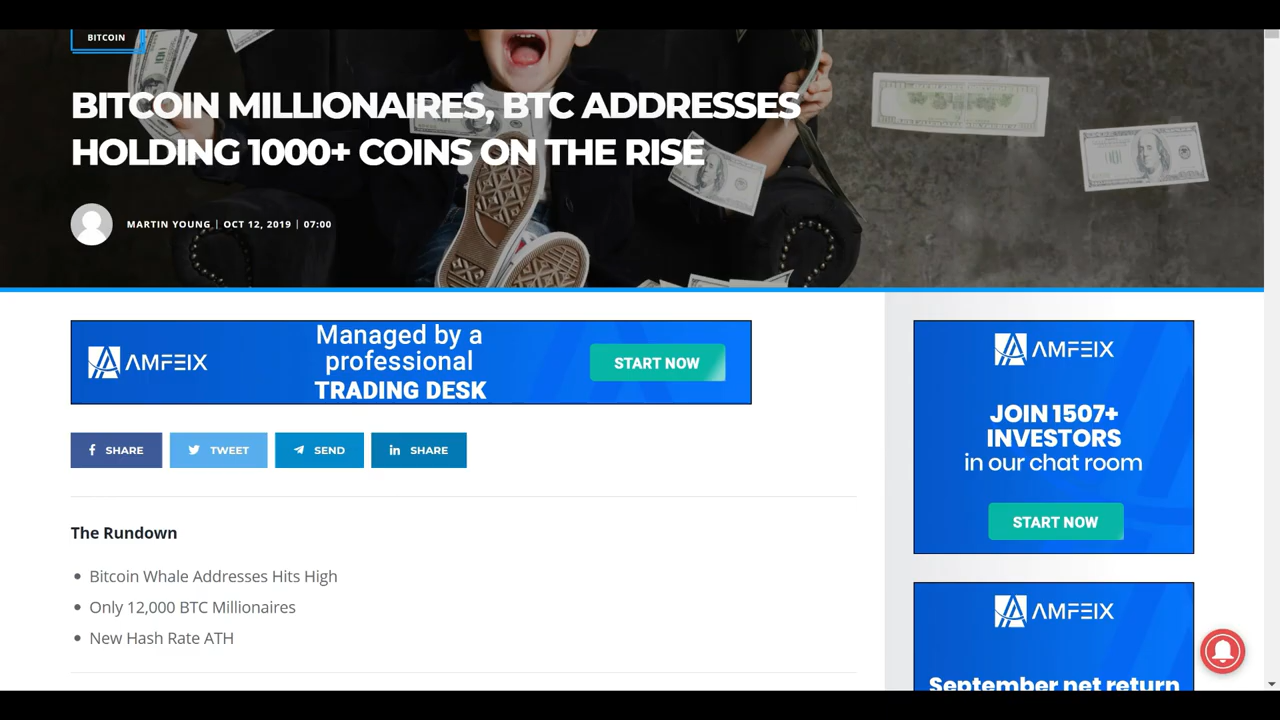 BITCOIN
BITCOIN MILLIONAIRES, BTC ADDRESSES
HOLDING 1000+ COINS ON THE RISE
MARTIN YOUNG | OCT 12, 2019 | 07:00
AMFEIX
Managed by a
professional
TRADING DESK
START NOW
SHARE
TWEET
SEND
SHARE
The Rundown
• Bitcoin Whale Addresses Hits High
• Only 12,000 BTC Millionaires
• New Hash Rate ATH
AMFEIX
JOIN 1507+
INVESTORS
in our chat room
START NOW
AMFEIX
September net return